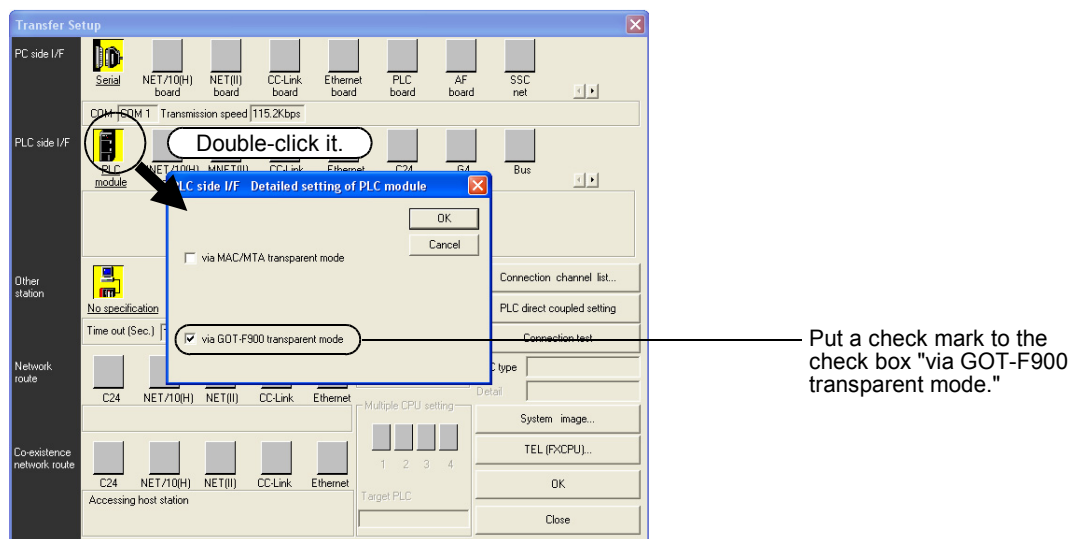 Transfer Setup
PC side I/F
Serial NET/10(H) board NET(II) board CC-Link board Ethernet board PLC board AF board SSC net
COM COM 1 Transmission speed 115.2Kbps
Double-click it.
PLC side I/F
PLC module MNET(II) CC-Link Ethernet C24 G4 Bus
PLC side I/F Detailed setting of PLC module
OK
Cancel
via MAC/MTA transparent mode
via GOT-F900 transparent mode
Other station
No specification
Time out (Sec.)
Connection channel list...
PLC direct coupled setting
Connection test
Put a check mark to the
check box "via GOT-F900
transparent mode."
Network route
C24 NET/10(H) NET(II) CC-Link Ethernet
type
Detail
System image...
TEL (FXCPU)...
OK
Close
Multiple CPU setting
1 2 3 4
Target PLC
Co-existence network route
C24 NET/10(H) NET(II) CC-Link Ethernet
Accessing host station